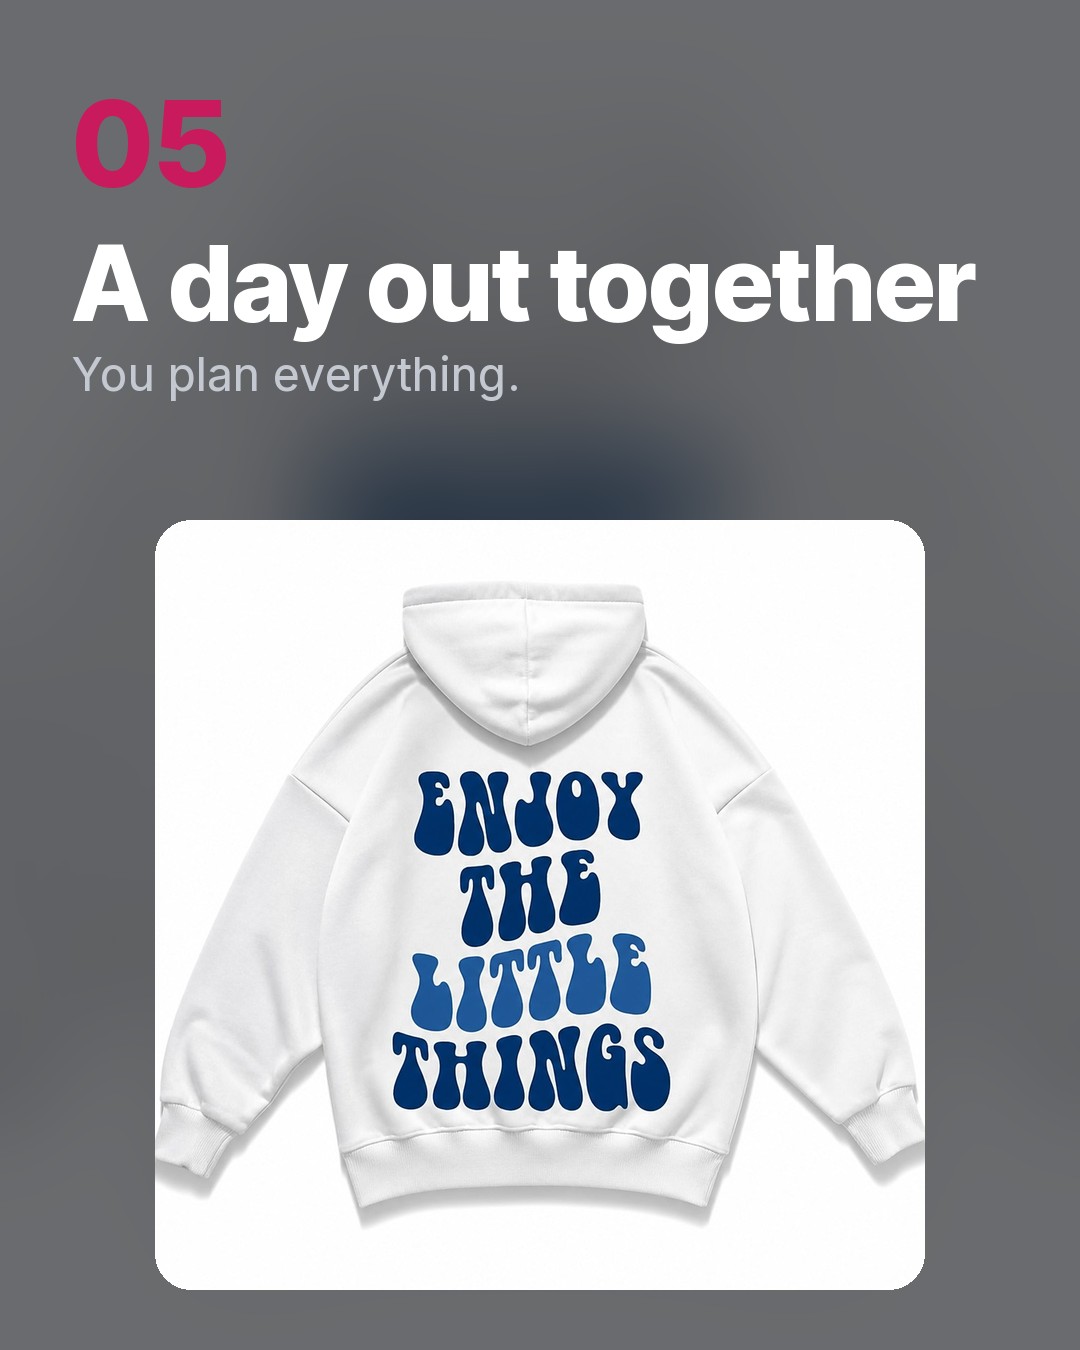 05
A day out together
You plan everything.
ENJOY
THE
LITTLE
THINGS